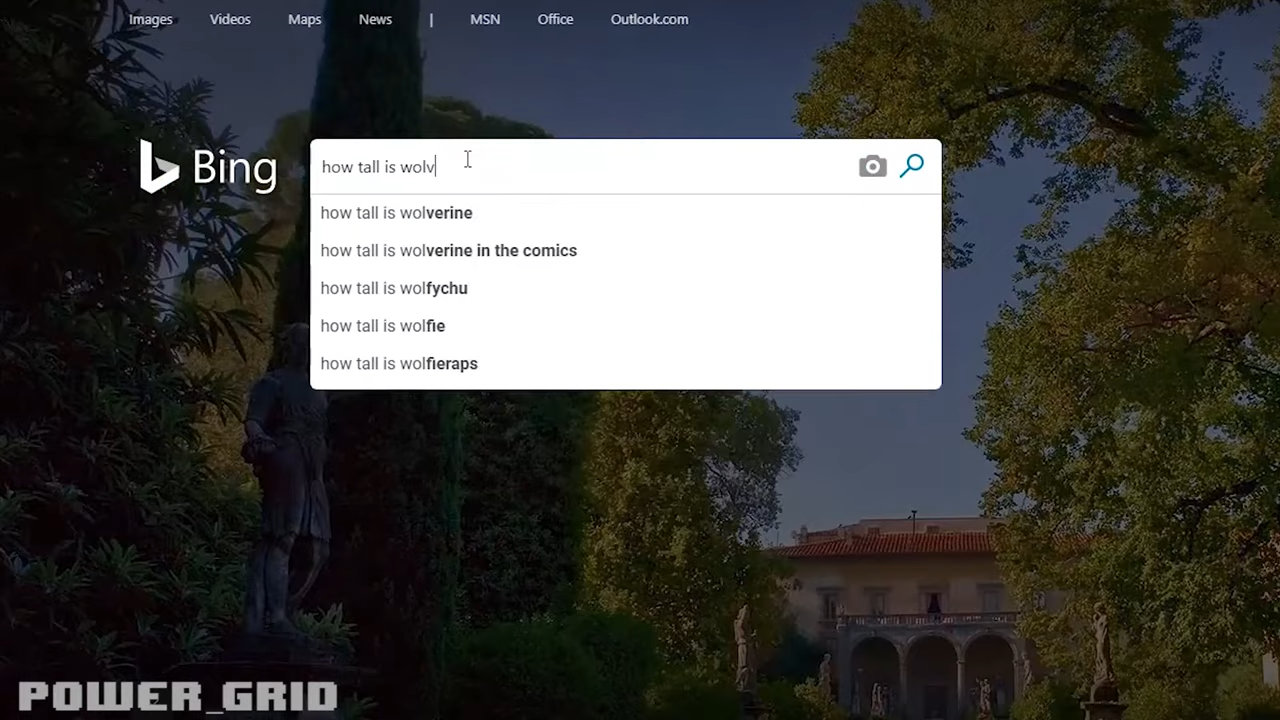 Images Videos Maps News | MSN Office Outlook.com
Bing
how tall is wolv
how tall is wolverine
how tall is wolverine in the comics
how tall is wolfychu
how tall is wolfie
how tall is wolfieraps
POWER_GRID